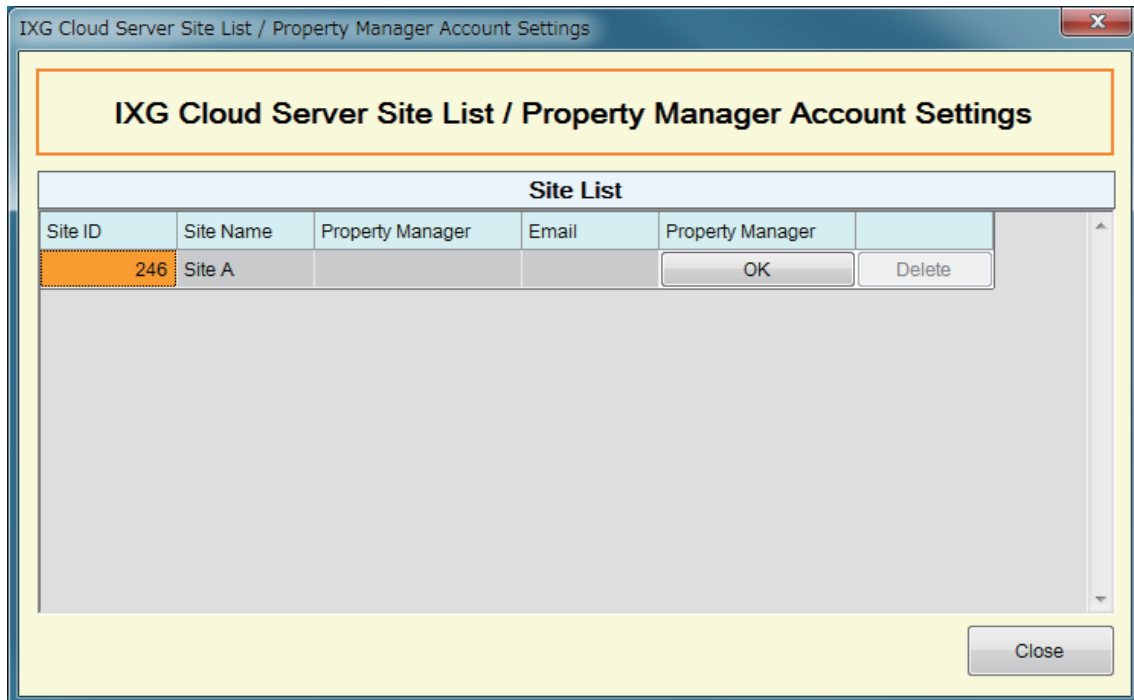 IXG Cloud Server Site List / Property Manager Account Settings
IXG Cloud Server Site List / Property Manager Account Settings
Site List
Site ID Site Name Property Manager Email Property Manager
246 Site A OK Delete
Close